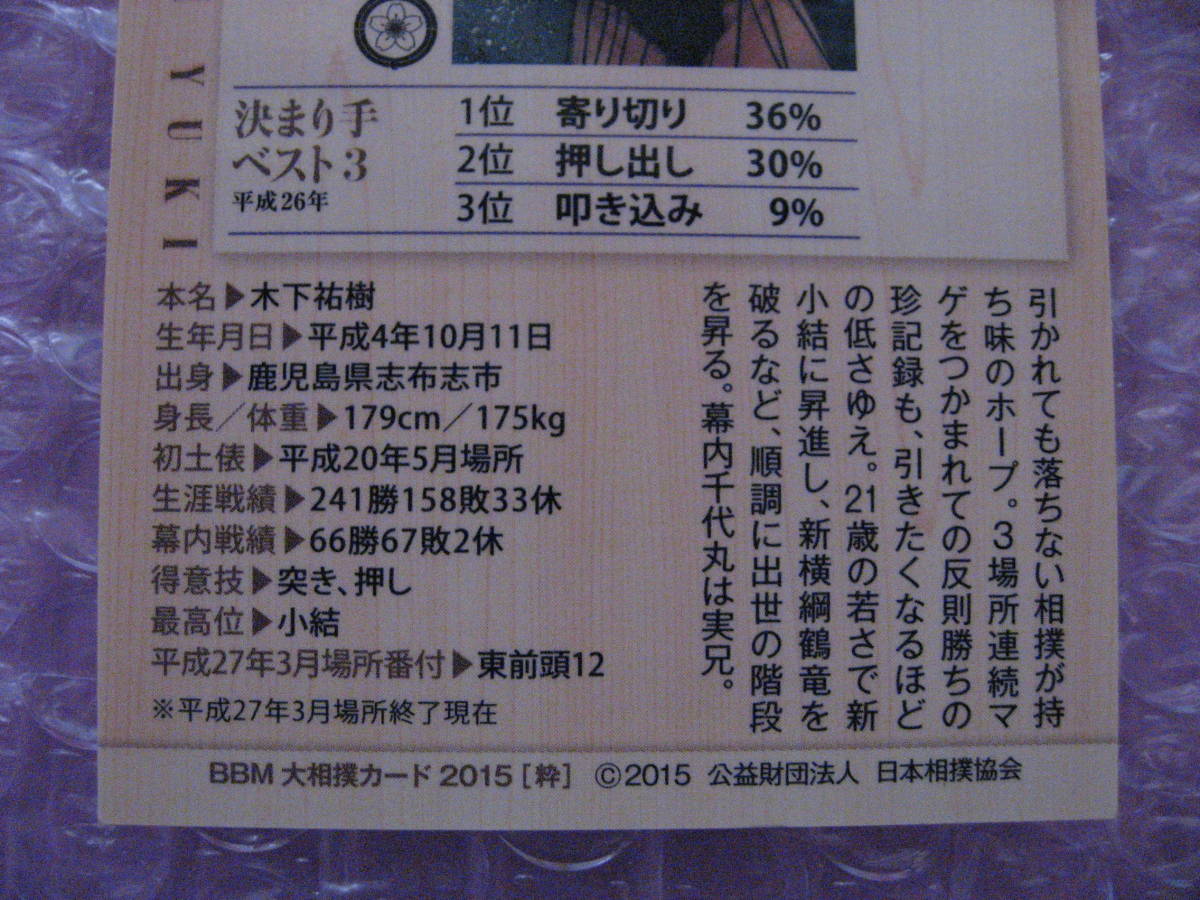 YUKI
決まり手
ベスト3
平成26年
1位 寄り切り 36%
2位 押し出し 30%
3位 叩き込み 9%
本名▶木下祐樹
生年月日▶平成4年10月11日
出身▶鹿児島県志布志市
身長／体重▶179cm／175kg
初土俵▶平成20年5月場所
生涯戦績▶241勝158敗33休
幕内戦績▶66勝67敗2休
得意技▶突き、押し
最高位▶小結
平成27年3月場所番付▶東前頭12
※平成27年3月場所終了現在
引かれても落ちない相撲が持
ち味のホープ。3場所連続マ
ゲをつかまれての反則勝ちの
珍記録も、引きたくなるほど
の低さゆえ。21歳の若さで新
小結に昇進し、新横綱鶴竜を
破るなど、順調に出世の階段
を昇る。幕内千代丸は実兄。
BBM 大相撲カード 2015 [粋] ©2015 公益財団法人 日本相撲協会